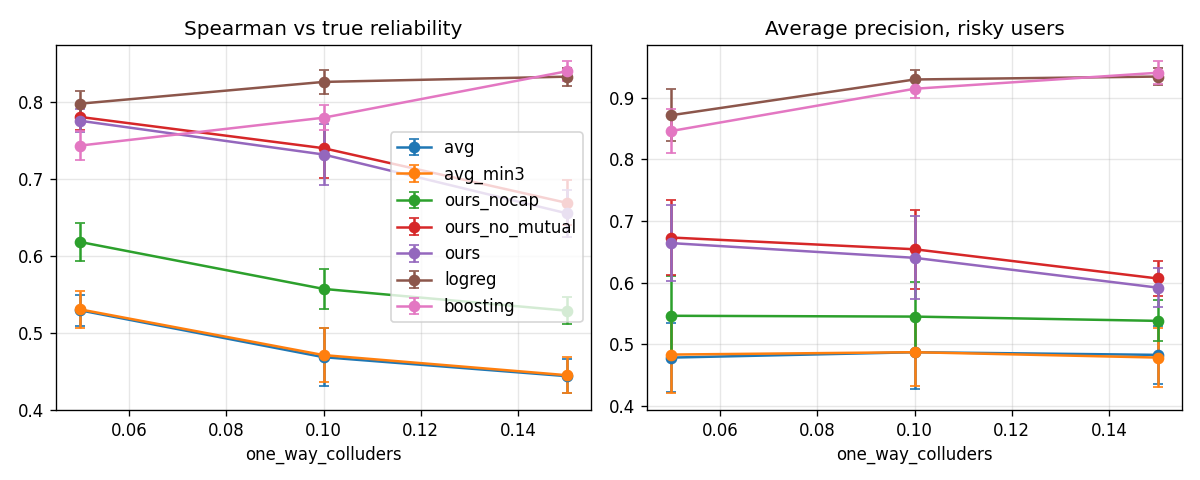 Spearman vs true reliability
0.8
0.7
0.6
0.5
0.4
0.06
0.08
0.10
0.12
0.14
one_way_colluders
avg
avg_min3
ours_nocap
ours_no_mutual
ours
logreg
boosting
Average precision, risky users
0.9
0.8
0.7
0.6
0.5
0.4
0.06
0.08
0.10
0.12
0.14
one_way_colluders